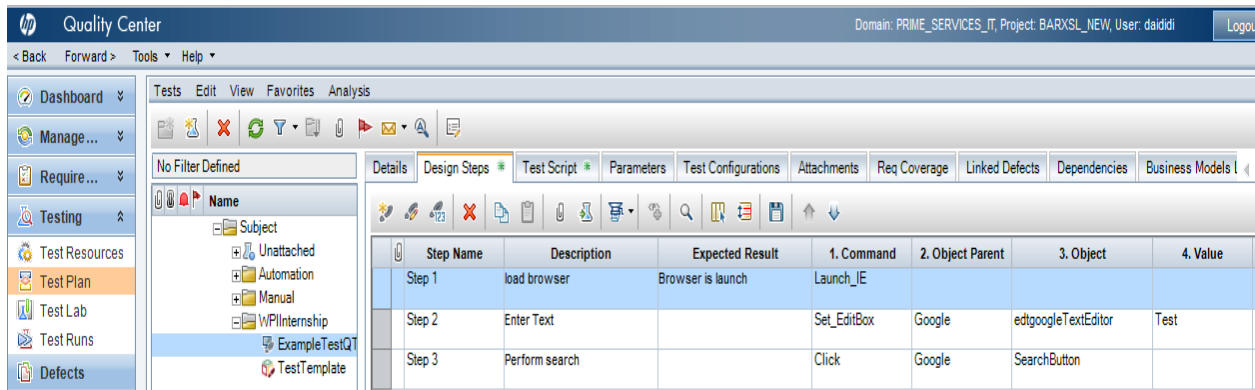 hp Quality Center Domain: PRIME_SERVICES_IT, Project: BARXSL_NEW, User: daididi Logou
< Back Forward > Tools Help
Dashboard
Manage...
Require...
Testing
Test Resources
Test Plan
Test Lab
Test Runs
Defects
Tests Edit View Favorites Analysis
No Filter Defined
Name
Subject
Unattached
Automation
Manual
WPIInternship
ExampleTestQT
TestTemplate
Details Design Steps * Test Script * Parameters Test Configurations Attachments Req Coverage Linked Defects Dependencies Business Models L
Step Name Description Expected Result 1. Command 2. Object Parent 3. Object 4. Value
Step 1 load browser Browser is launch Launch_IE
Step 2 Enter Text Set_EditBox Google edtgoogleTextEditor Test
Step 3 Perform search Click Google SearchButton